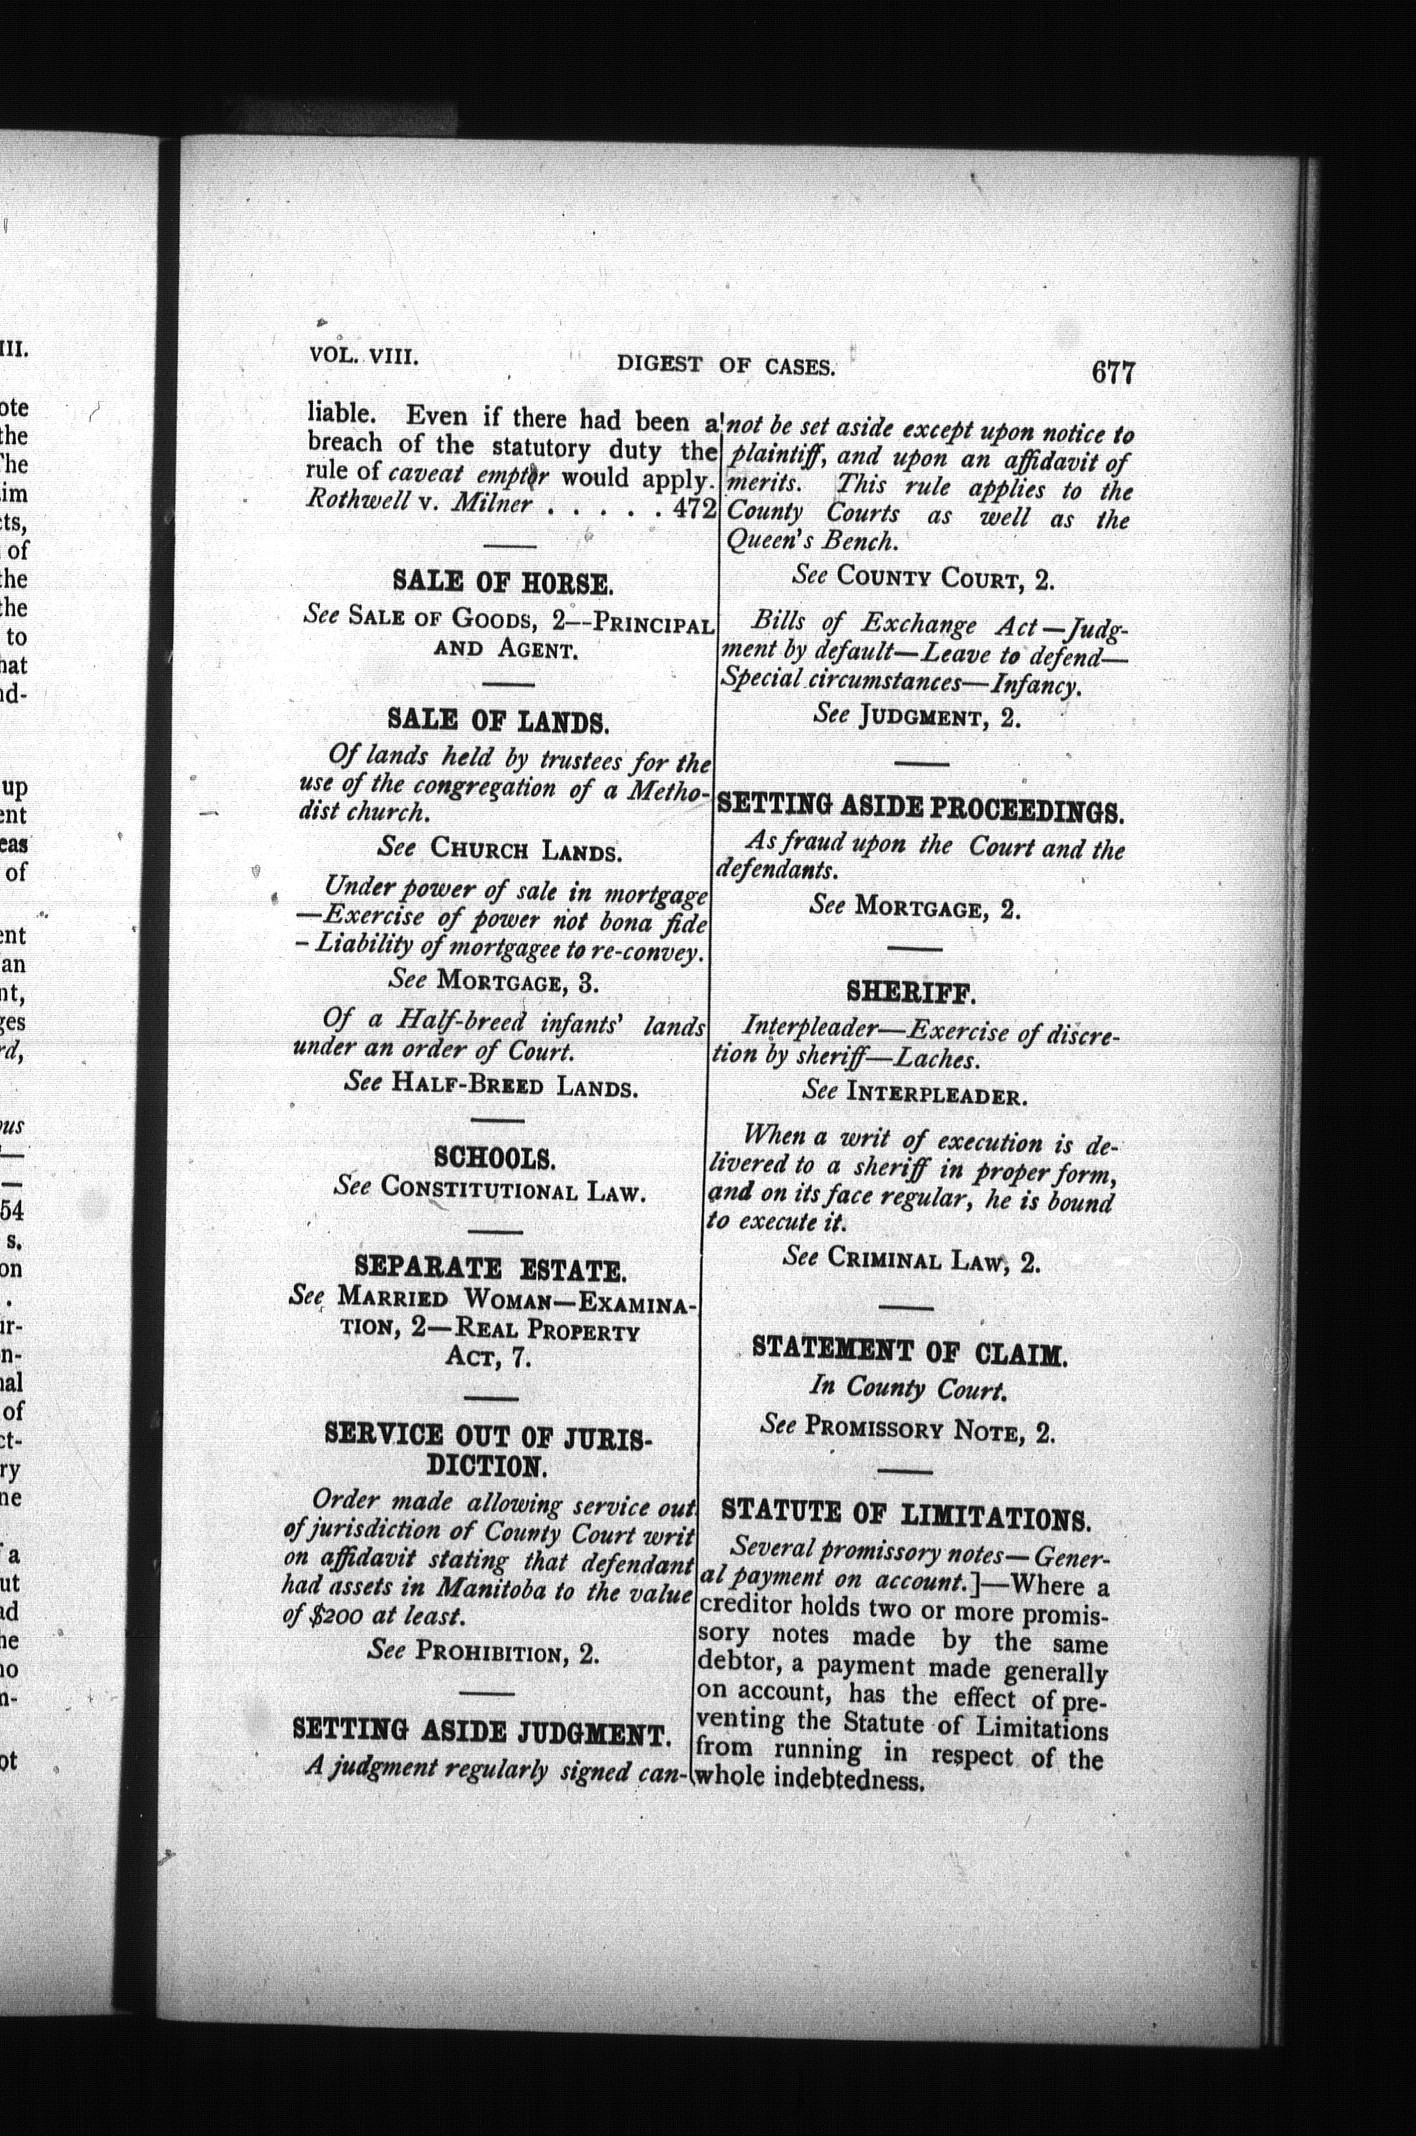 VOL. VIII. DIGEST OF CASES. 677
liable. Even if there had been a
breach of the statutory duty the
rule of caveat emptor would apply.
Rothwell v. Milner . . . . . 472
SALE OF HORSE.
See SALE OF GOODS, 2—PRINCIPAL
AND AGENT.
SALE OF LANDS.
Of lands held by trustees for the
use of the congregation of a Metho-
dist church.
See CHURCH LANDS.
Under power of sale in mortgage
—Exercise of power not bona fide
– Liability of mortgagee to re-convey.
See MORTGAGE, 3.
Of a Half-breed infants' lands
under an order of Court.
See HALF-BREED LANDS.
SCHOOLS.
See CONSTITUTIONAL LAW.
SEPARATE ESTATE.
See MARRIED WOMAN—EXAMINA-
TION, 2—REAL PROPERTY
ACT, 7.
SERVICE OUT OF JURIS-
DICTION.
Order made allowing service out
of jurisdiction of County Court writ
on affidavit stating that defendant
had assets in Manitoba to the value
of $200 at least.
See PROHIBITION, 2.
SETTING ASIDE JUDGMENT.
A judgment regularly signed can-
not be set aside except upon notice to
plaintiff, and upon an affidavit of
merits. This rule applies to the
County Courts as well as the
Queen's Bench.
See COUNTY COURT, 2.
Bills of Exchange Act—Judg-
ment by default—Leave to defend—
Special circumstances—Infancy.
See JUDGMENT, 2.
SETTING ASIDE PROCEEDINGS.
As fraud upon the Court and the
defendants.
See MORTGAGE, 2.
SHERIFF.
Interpleader—Exercise of discre-
tion by sheriff—Laches.
See INTERPLEADER.
When a writ of execution is de-
livered to a sheriff in proper form,
and on its face regular, he is bound
to execute it.
See CRIMINAL LAW, 2.
STATEMENT OF CLAIM.
In County Court.
See PROMISSORY NOTE, 2.
STATUTE OF LIMITATIONS.
Several promissory notes—Gener-
al payment on account.]—Where a
creditor holds two or more promis-
sory notes made by the same
debtor, a payment made generally
on account, has the effect of pre-
venting the Statute of Limitations
from running in respect of the
whole indebtedness.